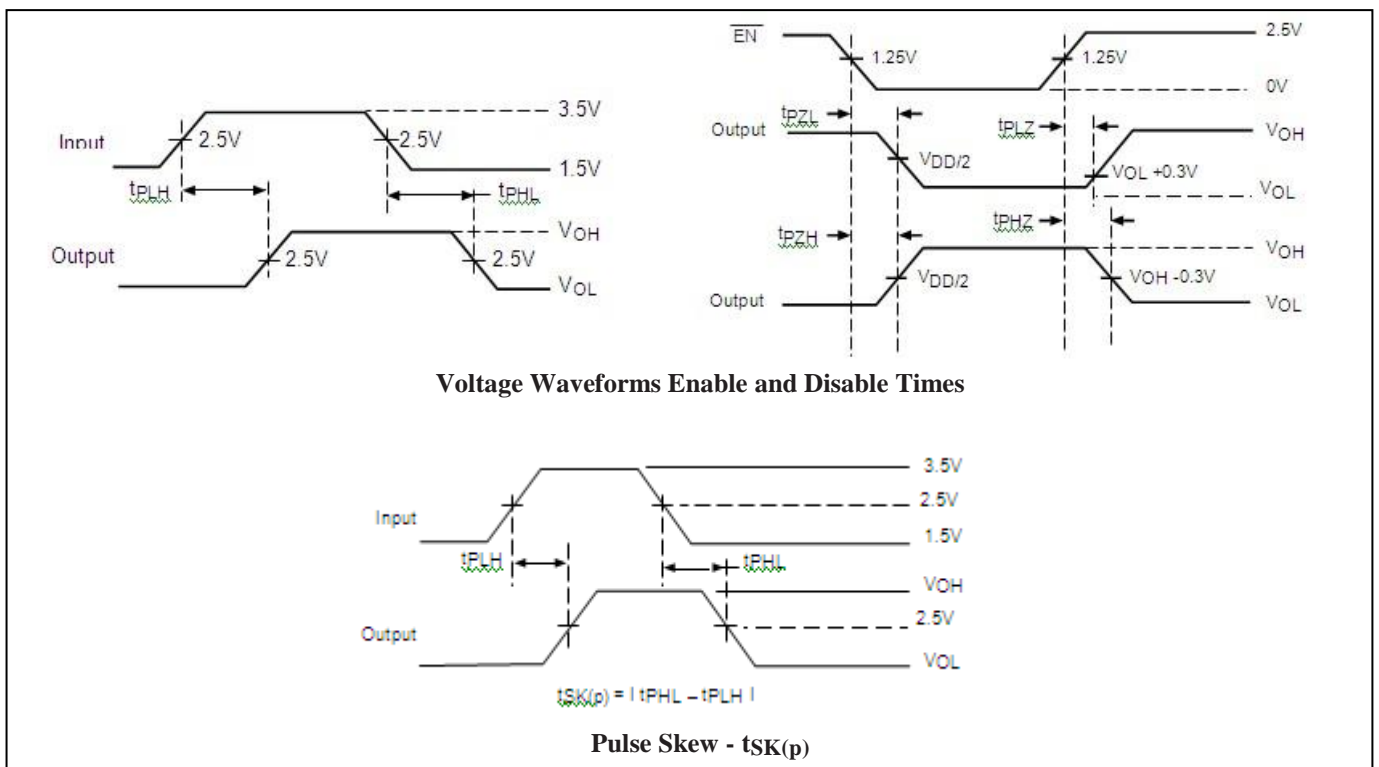 Input
2.5V
2.5V
3.5V
1.5V
tPLH
tPHL
Output
2.5V
2.5V
VOH
VOL
EN
1.25V
1.25V
2.5V
0V
tPZL
tPLZ
Output
VDD/2
VOL +0.3V
VOH
VOL
tPZH
tPHZ
Output
VDD/2
VOH -0.3V
VOH
VOL
Voltage Waveforms Enable and Disable Times
Input
3.5V
2.5V
1.5V
tPLH
tPHL
Output
VOH
2.5V
VOL
tSK(p) = | tPHL – tPLH |
Pulse Skew - tSK(p)